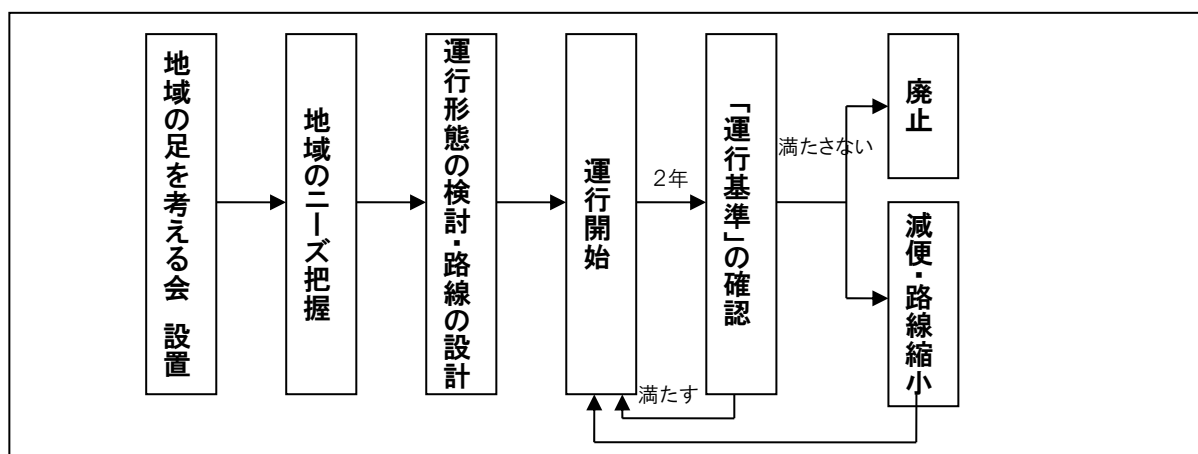 地域の足を考える会 設置
地域のニーズ把握
運行形態の検討・路線の設計
運行開始
2年
「運行基準」の確認
満たさない
廃止
減便・路線縮小
満たす